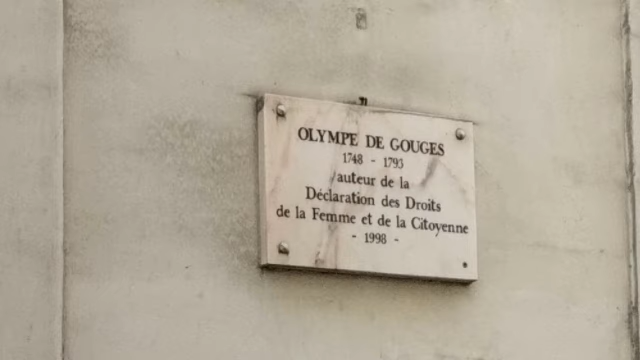 OLYMPE DE GOUGES
1748 - 1793
auteur de la
Déclaration des Droits
de la Femme et de la Citoyenne
- 1998 -